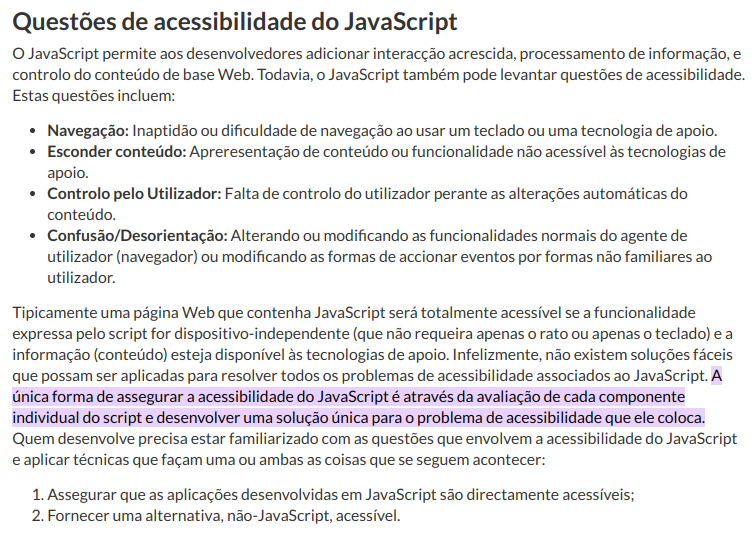 Questões de acessibilidade do JavaScript
O JavaScript permite aos desenvolvedores adicionar interacção acrescida, processamento de informação, e
controlo do conteúdo de base Web. Todavia, o JavaScript também pode levantar questões de acessibilidade.
Estas questões incluem:
• Navegação: Inaptidão ou dificuldade de navegação ao usar um teclado ou uma tecnologia de apoio.
• Esconder conteúdo: Apreresentação de conteúdo ou funcionalidade não acessível às tecnologias de
apoio.
• Controlo pelo Utilizador: Falta de controlo do utilizador perante as alterações automáticas do
conteúdo.
• Confusão/Desorientação: Alterando ou modificando as funcionalidades normais do agente de
utilizador (navegador) ou modificando as formas de accionar eventos por formas não familiares ao
utilizador.
Tipicamente uma página Web que contenha JavaScript será totalmente acessível se a funcionalidade
expressa pelo script for dispositivo-independente (que não requeira apenas o rato ou apenas o teclado) e a
informação (conteúdo) esteja disponível às tecnologias de apoio. Infelizmente, não existem soluções fáceis
que possam ser aplicadas para resolver todos os problemas de acessibilidade associados ao JavaScript. A
única forma de assegurar a acessibilidade do JavaScript é através da avaliação de cada componente
individual do script e desenvolver uma solução única para o problema de acessibilidade que ele coloca.
Quem desenvolve precisa estar familiarizado com as questões que envolvem a acessibilidade do JavaScript
e aplicar técnicas que façam uma ou ambas as coisas que se seguem acontecer:
1. Assegurar que as aplicações desenvolvidas em JavaScript são directamente acessíveis;
2. Fornecer uma alternativa, não-JavaScript, acessível.